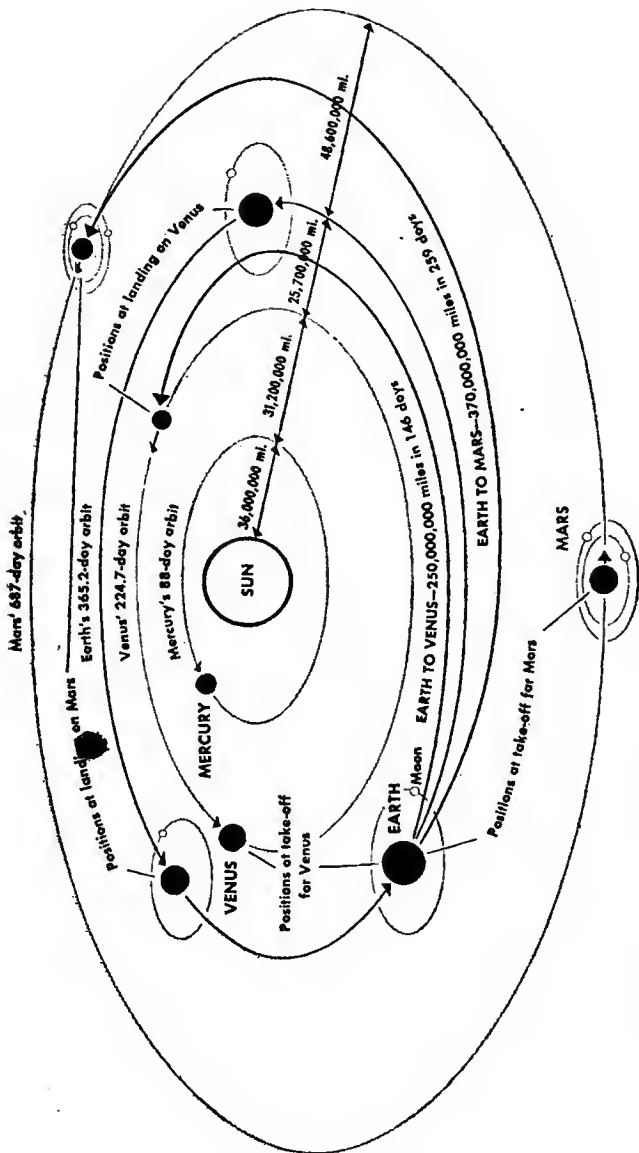 Mars' 687-day orbit
Earth's 365.2-day orbit
Venus' 224.7-day orbit
Mercury's 88-day orbit
Positions at landing on Mars
Positions at landing on Venus
48,600,000 mi.
25,700,000 mi.
31,200,000 mi.
36,000,000 mi.
SUN
MERCURY
VENUS
Positions at take-off
for Venus
EARTH
Moon
EARTH TO VENUS—250,000,000 miles in 146 days
EARTH TO MARS—370,000,000 miles in 259 days
MARS
Positions at take-off for Mars